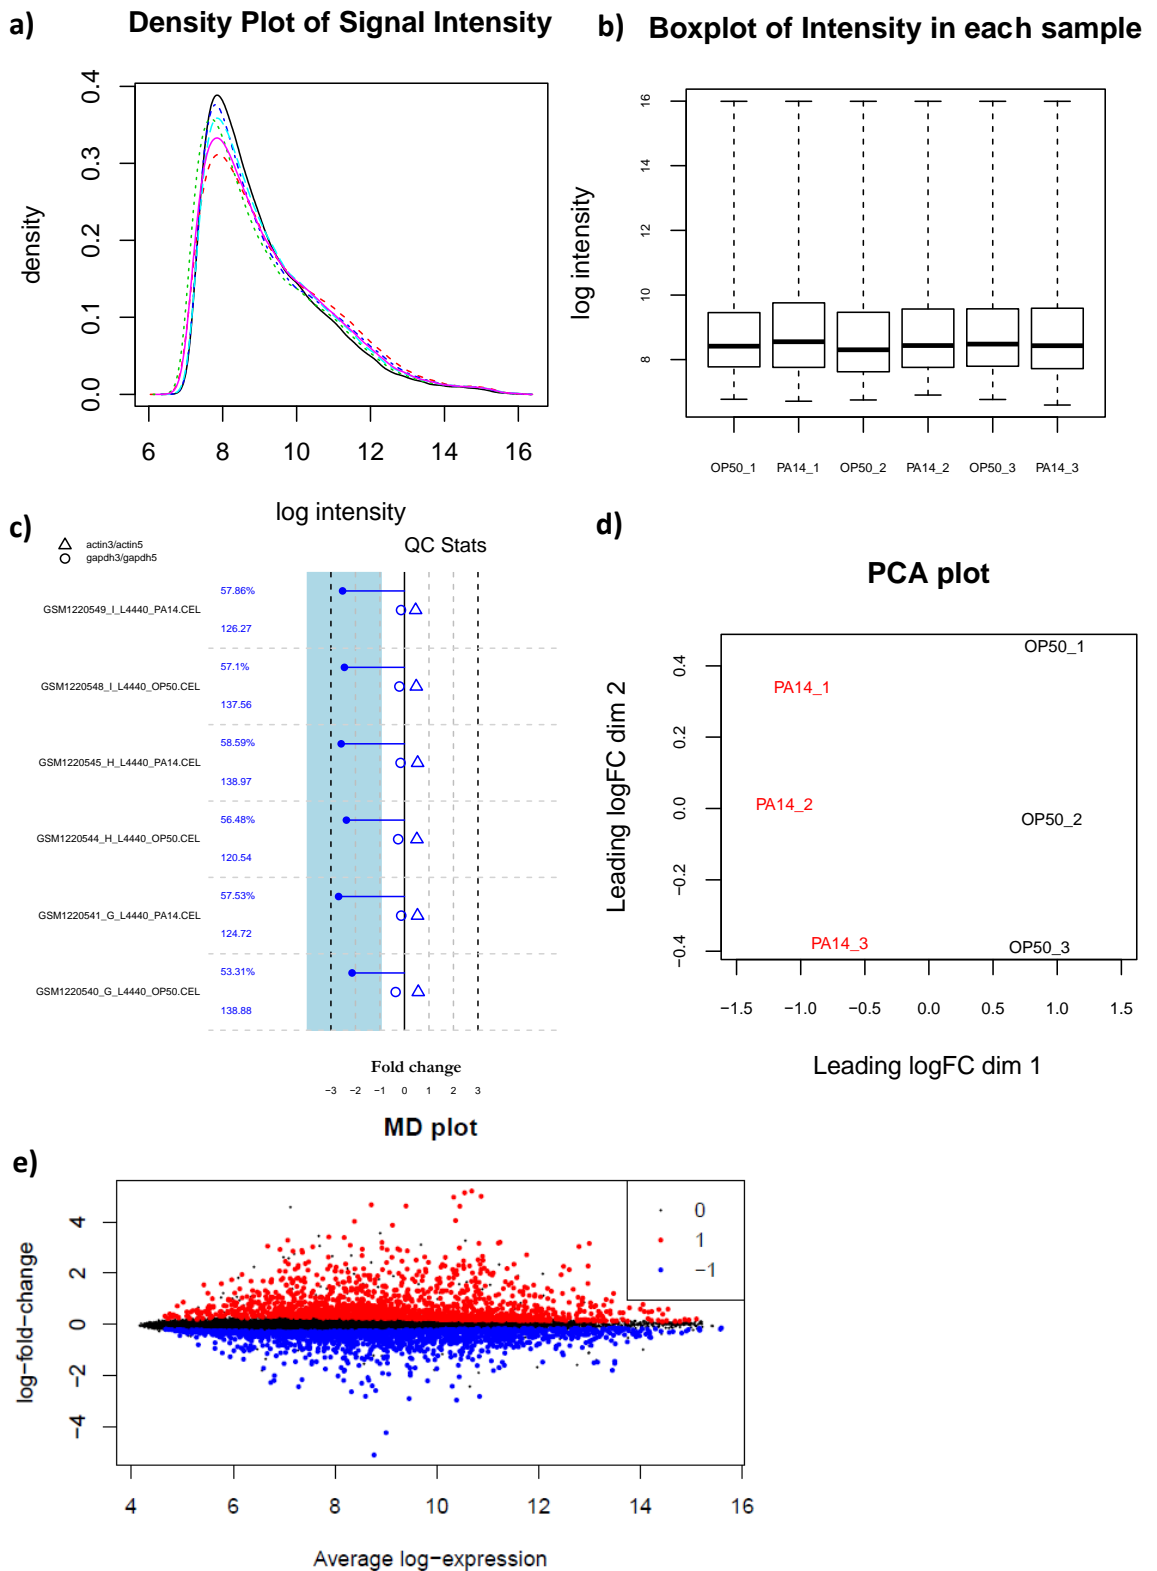 a) Density Plot of Signal Intensity
density
0.0 0.1 0.2 0.3 0.4
6 8 10 12 14 16
log intensity
b) Boxplot of Intensity in each sample
log intensity
8 10 12 14 16
OP50_1 PA14_1 OP50_2 PA14_2 OP50_3 PA14_3
c)
actin3/actin5
gapdh3/gapdh5
QC Stats
57.86%
GSM1220549_I_L4440_PA14.CEL
126.27
57.1%
GSM1220548_I_L4440_OP50.CEL
137.56
58.59%
GSM1220545_H_L4440_PA14.CEL
138.97
56.48%
GSM1220544_H_L4440_OP50.CEL
120.54
57.53%
GSM1220541_G_L4440_PA14.CEL
124.72
53.31%
GSM1220540_G_L4440_OP50.CEL
138.88
Fold change
−3 −2 −1 0 1 2 3
d)
PCA plot
Leading logFC dim 2
−0.4 −0.2 0.0 0.2 0.4
OP50_1
PA14_1
PA14_2
OP50_2
PA14_3
OP50_3
−1.5 −1.0 −0.5 0.0 0.5 1.0 1.5
Leading logFC dim 1
MD plot
e)
log−fold−change
−4 −2 0 2 4
0
1
−1
4 6 8 10 12 14 16
Average log−expression